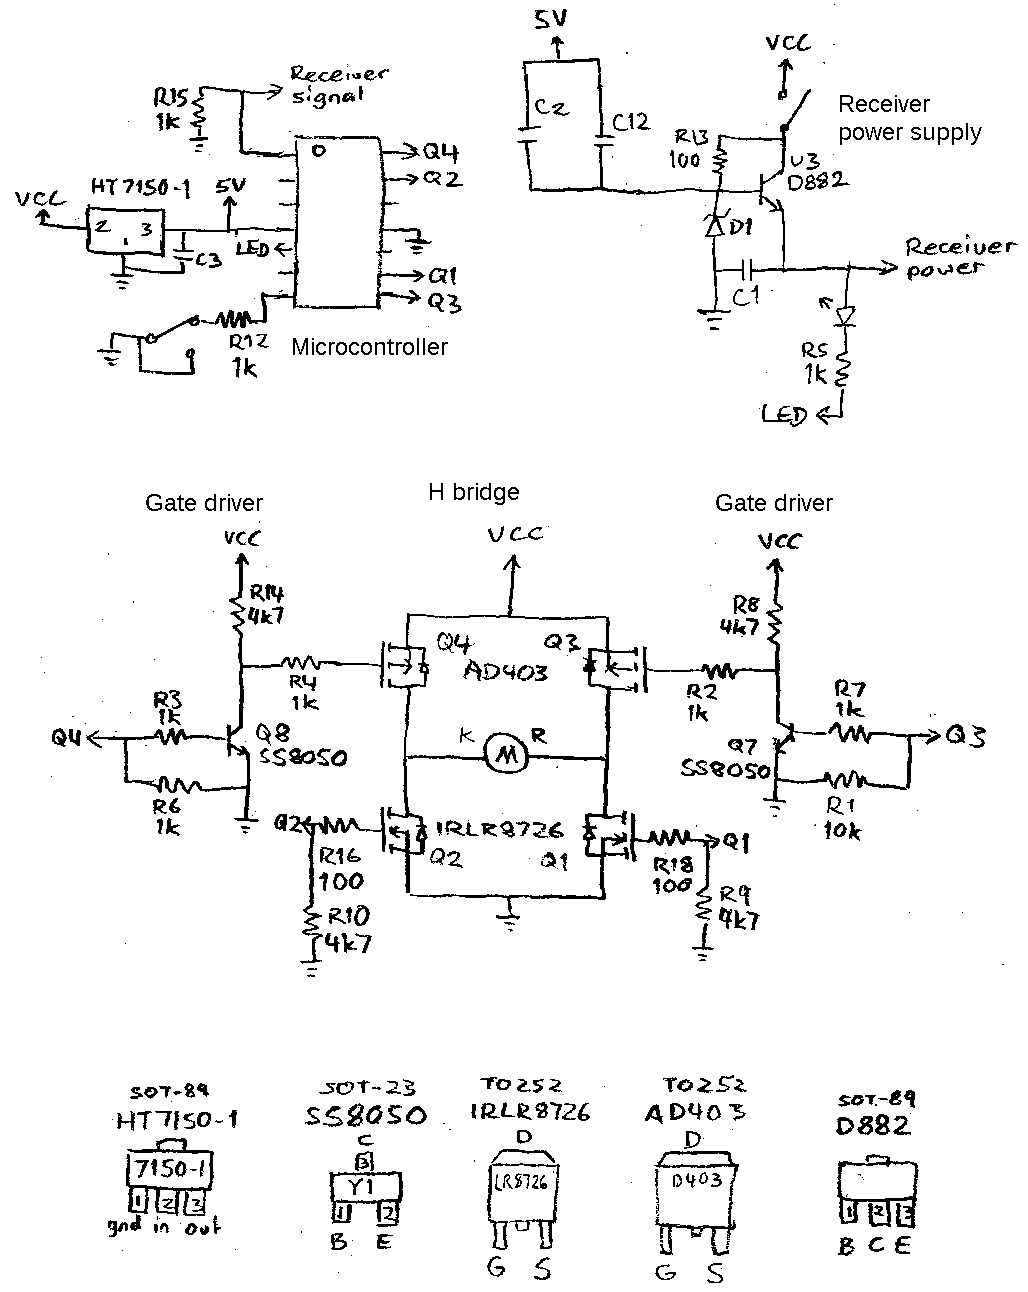 Receiver
signal
R15
1k
HT7150-1
VCC
5V
2
3
1
C3
LED
Q4
Q2
Q1
Q3
R12
1k
Microcontroller
5V
C2
C12
VCC
Receiver
power supply
R13
100
U3
D882
D1
C1
Receiver
power
R5
1k
LED
Gate driver
VCC
R14
4k7
R4
1k
R3
1k
Q4
Q8
SS8050
R6
1k
H bridge
VCC
Q4
Q3
AD403
K
M
R
IRLR8726
Q2
Q1
Q2
R16
100
R10
4k7
Q1
R18
100
R9
4k7
Gate driver
VCC
R8
4k7
R2
1k
R7
1k
Q3
Q7
SS8050
R1
10k
SOT-89
HT7150-1
7150-1
1 2 3
gnd in out
SOT-23
SS8050
C
3
Y1
1 2
B E
TO252
IRLR8726
D
LR8726
G S
TO252
AD403
D
D403
G S
SOT-89
D882
1 2 3
B C E